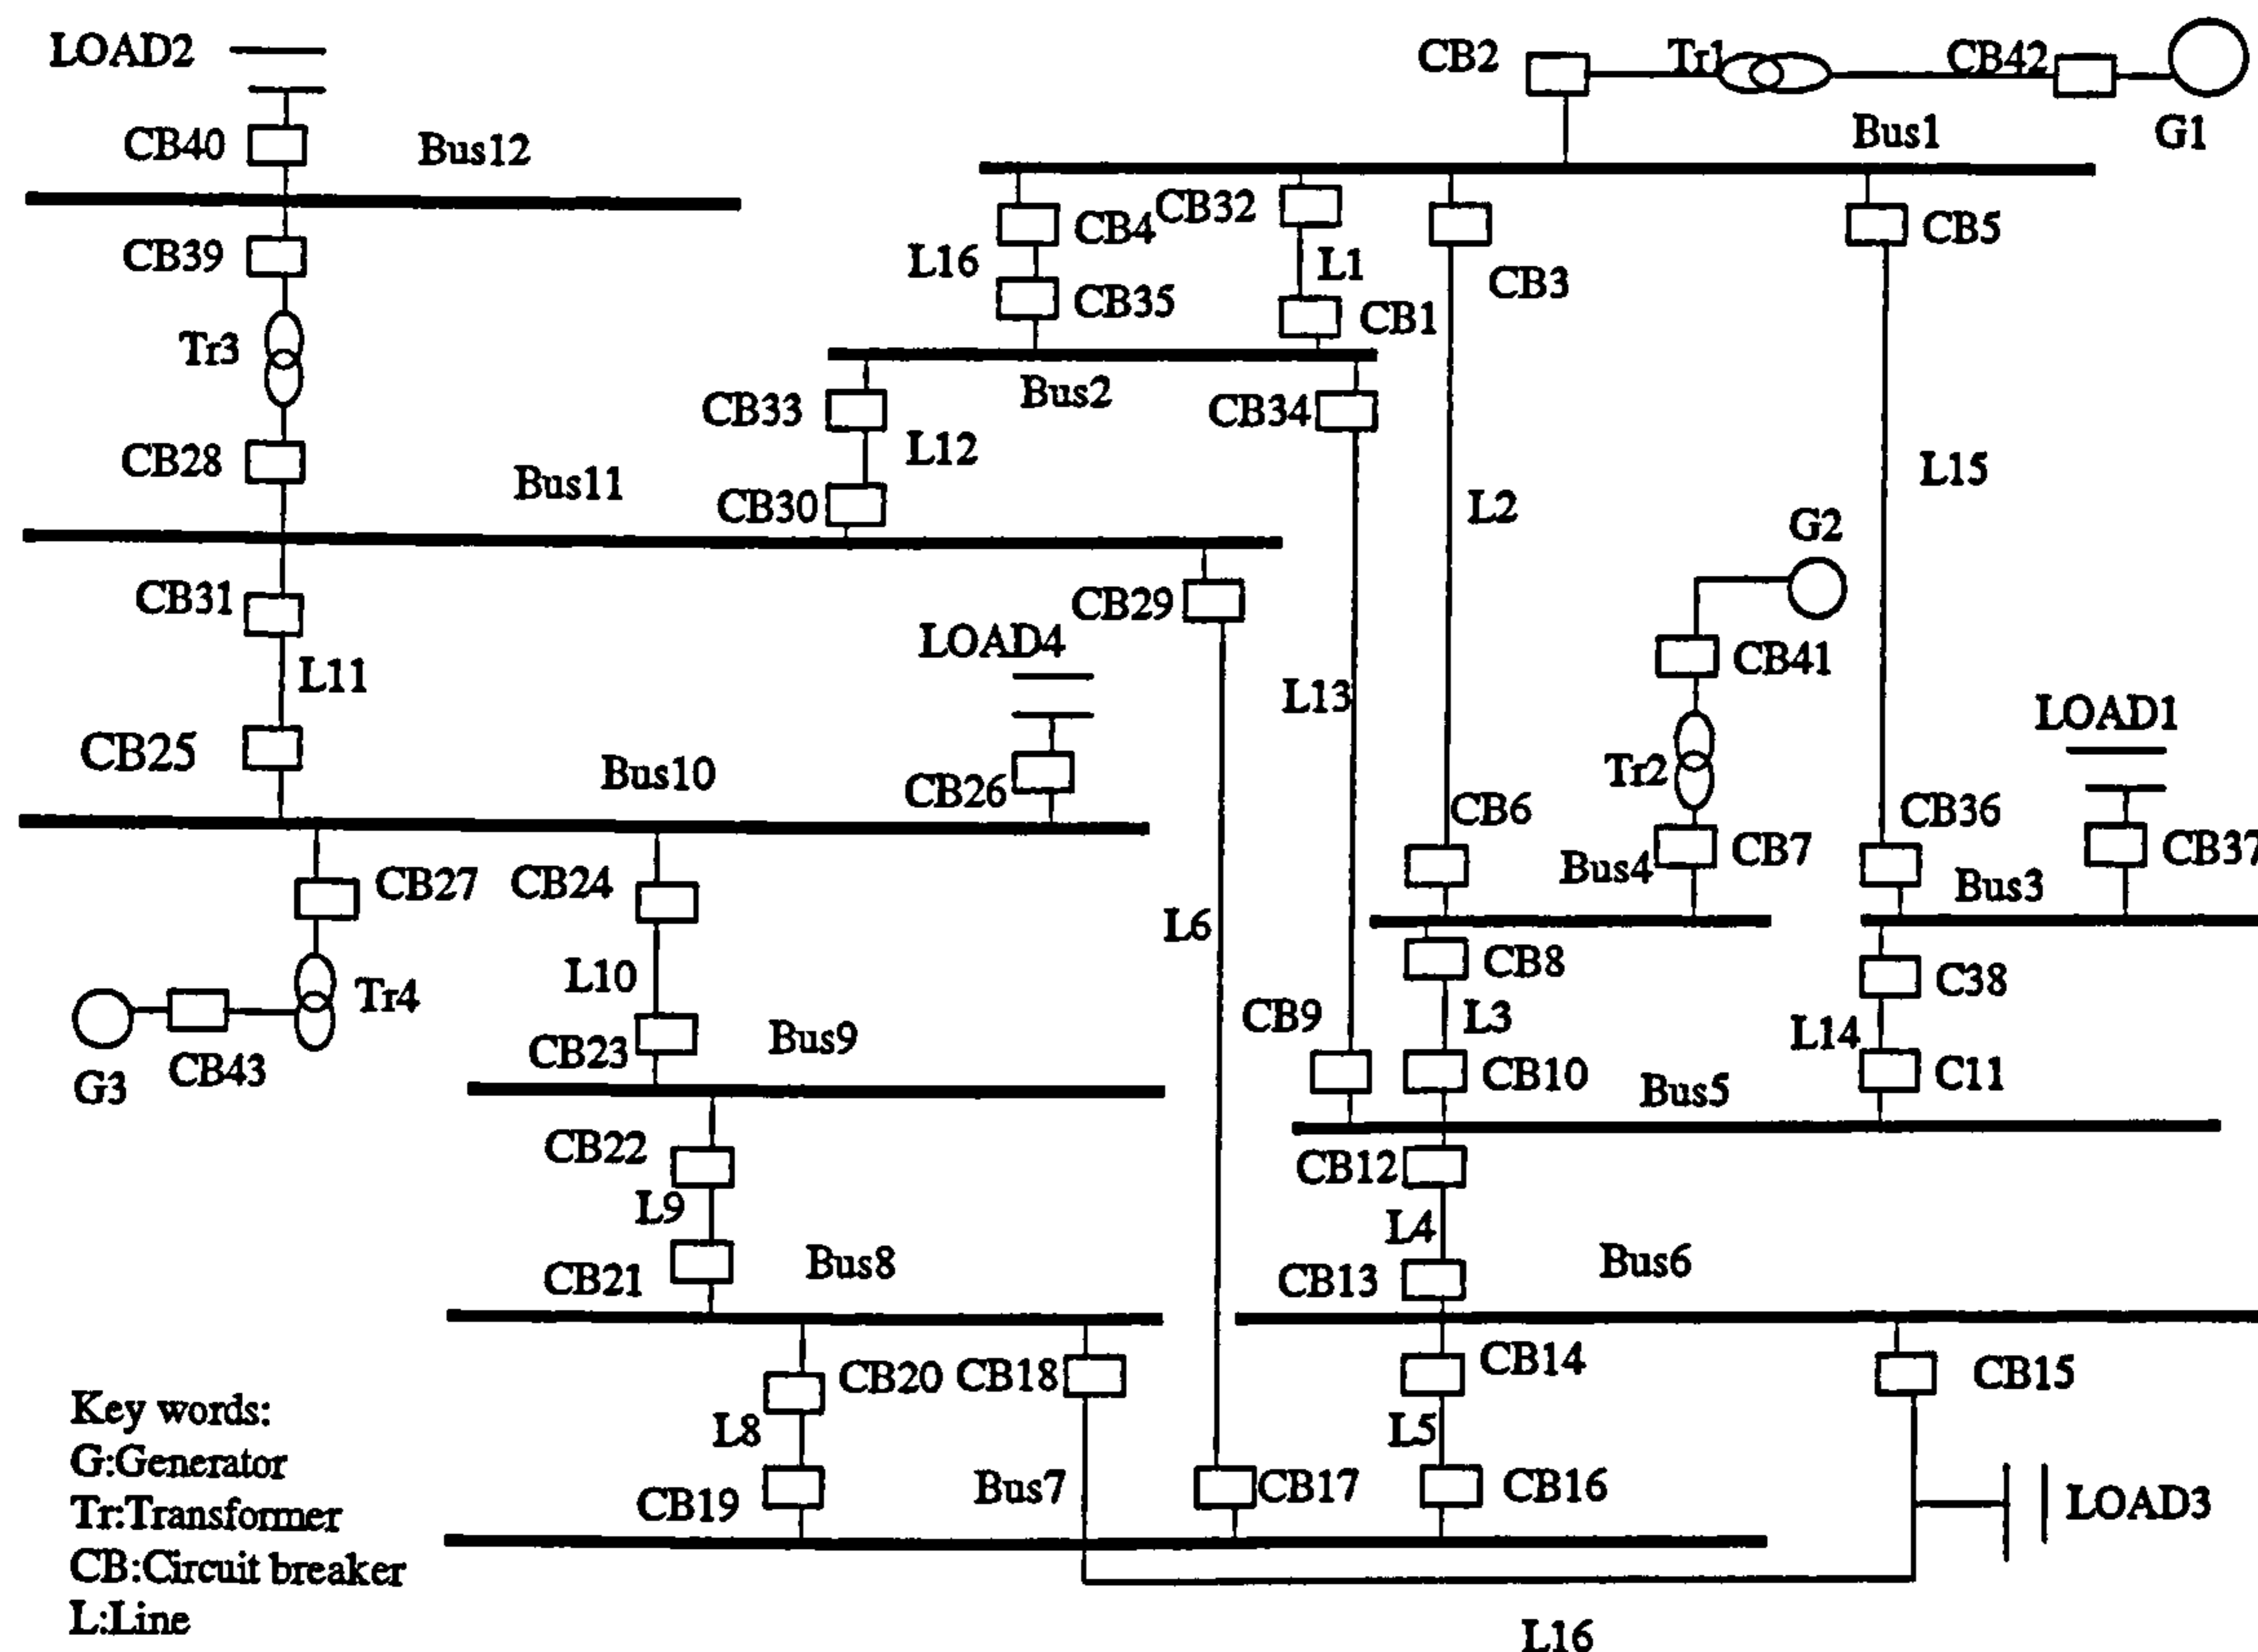 LOAD2
CB2
Tr1
CB42
G1
CB40
Bus12
Bus1
CB39
CB4
CB32
CB3
CB5
L16
L1
CB35
CB1
Tr3
Bus2
CB33
CB34
L12
CB28
Bus11
CB30
L2
L15
G2
CB31
CB29
LOAD4
CB41
L11
L13
LOAD1
CB25
Bus10
CB26
Tr2
CB6
CB36
Bus4
CB7
CB37
CB27
CB24
Bus3
L6
L10
Tr4
CB8
C38
CB9
L3
L14
CB23
Bus9
G3
CB43
CB10
C11
Bus5
CB22
CB12
L9
L4
CB21
Bus8
CB13
Bus6
CB20
CB18
CB14
CB15
L8
L5
CB19
Bus7
CB17
CB16
LOAD3
L16
Key words:
G:Generator
Tr:Transformer
CB:Circuit breaker
L:Line